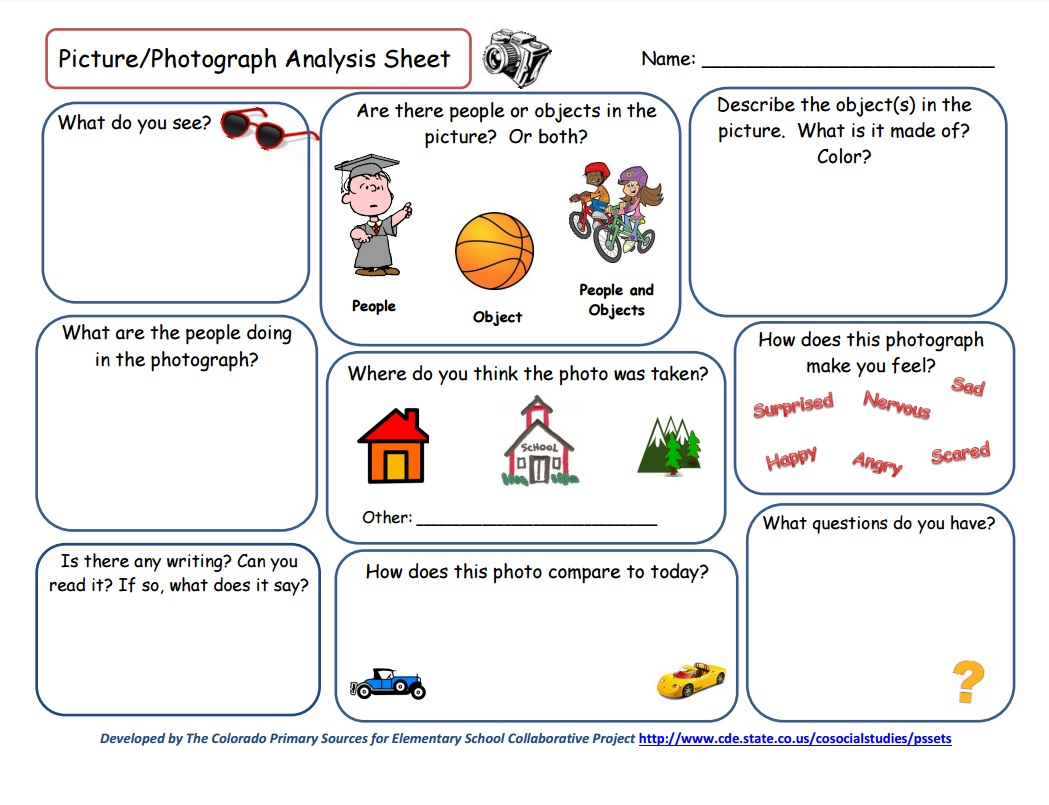 Picture/Photograph Analysis Sheet
Name: ___________________________
What do you see?
Are there people or objects in the
picture?  Or both?
People
Object
People and
Objects
Describe the object(s) in the
picture.  What is it made of?
Color?
What are the people doing
in the photograph?
Where do you think the photo was taken?
SCHOOL
Other: ___________________________
How does this photograph
make you feel?
Surprised
Nervous
Sad
Happy
Angry
Scared
Is there any writing? Can you
read it? If so, what does it say?
How does this photo compare to today?
What questions do you have?
?
Developed by The Colorado Primary Sources for Elementary School Collaborative Project http://www.cde.state.co.us/cosocialstudies/pssets